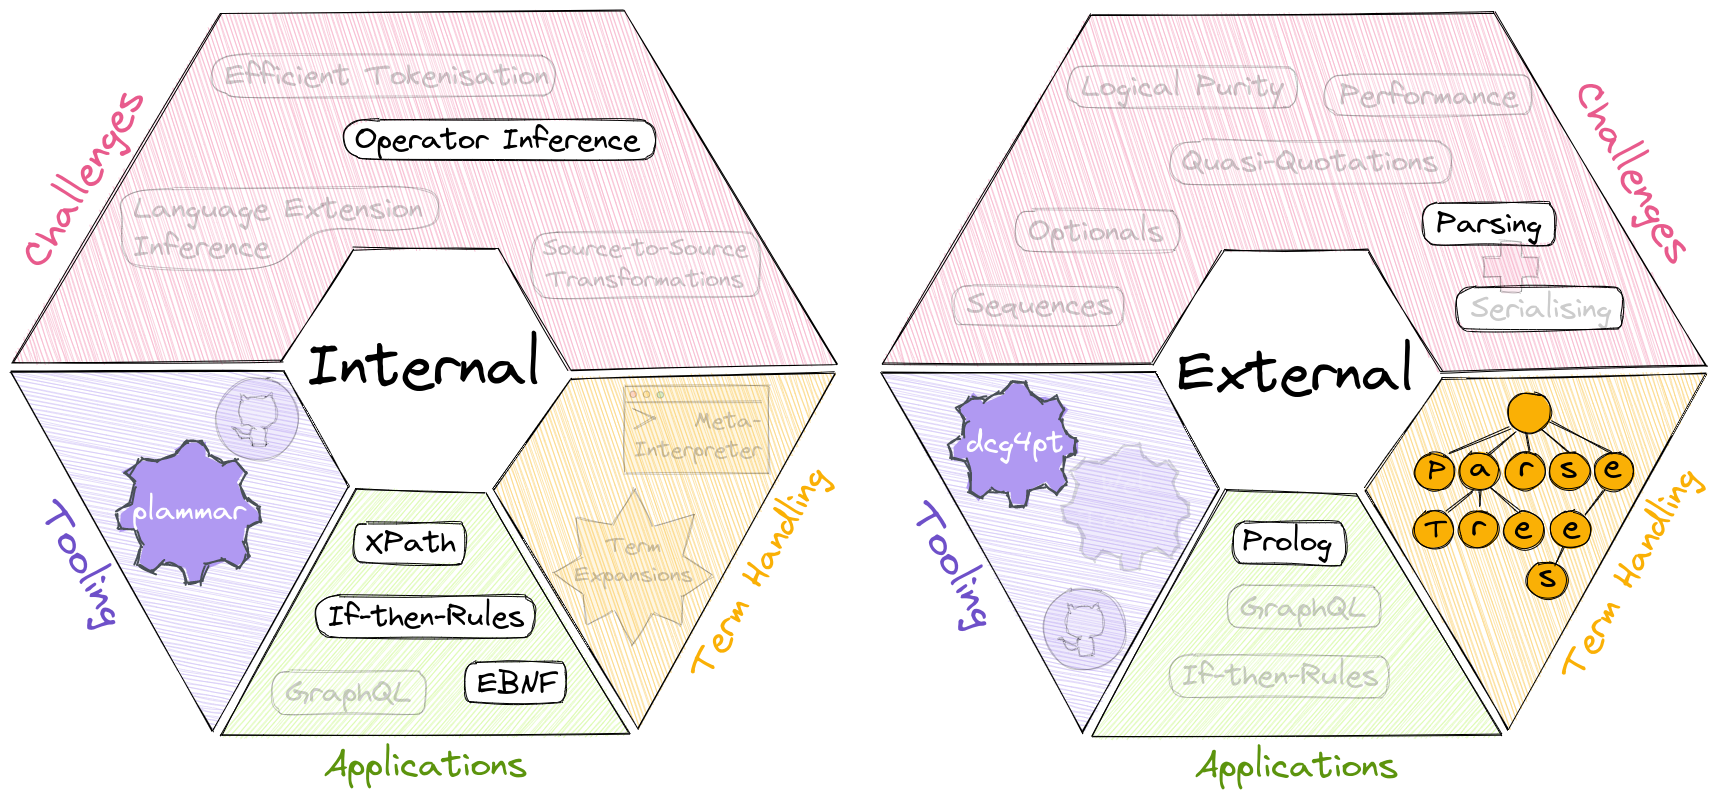 Challenges
Efficient Tokenisation
Operator Inference
Language Extension
Inference
Source-to-Source
Transformations
Internal
Tooling
plammar
> Meta-
Interpreter
Term
Expansions
Term Handling
XPath
If-then-Rules
GraphQL
EBNF
Applications
Challenges
Logical Purity
Performance
Quasi-Quotations
Optionals
Parsing
Sequences
Serialising
External
Tooling
dcg4pt
Parse
Trees
Term Handling
Prolog
GraphQL
If-then-Rules
Applications